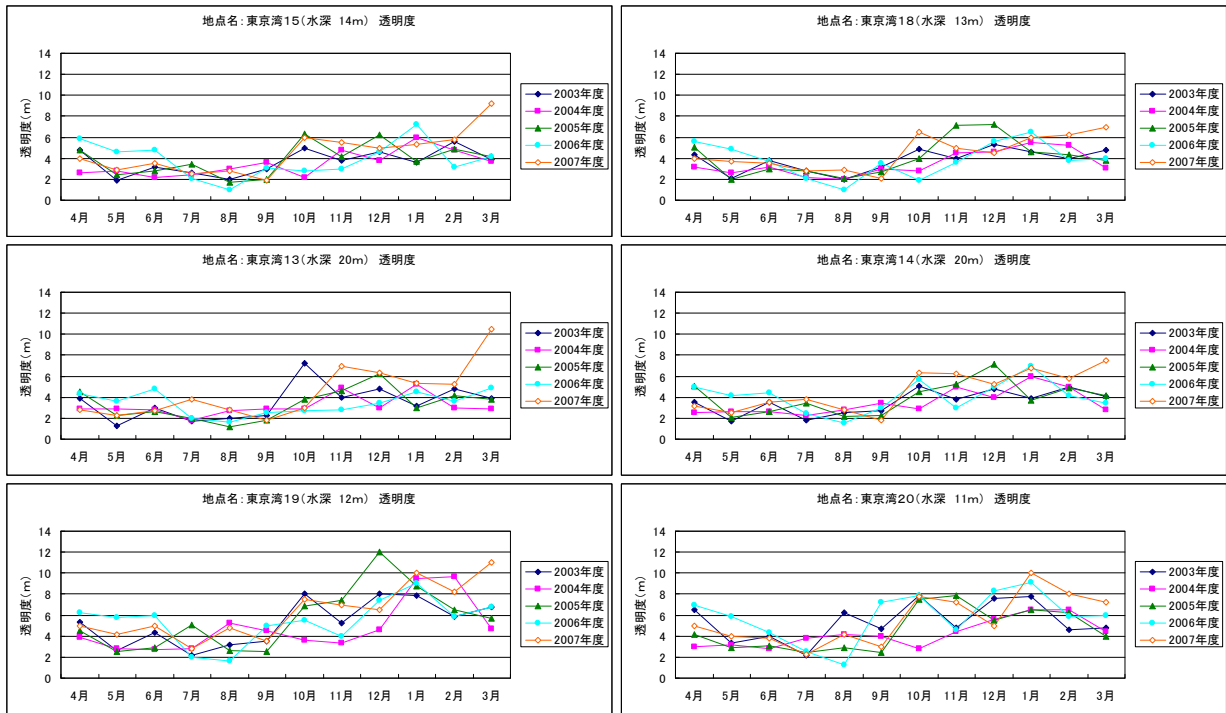 地点名：東京湾15（水深 14m） 透明度
透明度（m）
14
12
10
8
6
4
2
0
4月 5月 6月 7月 8月 9月 10月 11月 12月 1月 2月 3月
2003年度
2004年度
2005年度
2006年度
2007年度
地点名：東京湾18（水深 13m） 透明度
透明度（m）
14
12
10
8
6
4
2
0
4月 5月 6月 7月 8月 9月 10月 11月 12月 1月 2月 3月
2003年度
2004年度
2005年度
2006年度
2007年度
地点名：東京湾13（水深 20m） 透明度
透明度（m）
14
12
10
8
6
4
2
0
4月 5月 6月 7月 8月 9月 10月 11月 12月 1月 2月 3月
2003年度
2004年度
2005年度
2006年度
2007年度
地点名：東京湾14（水深 20m） 透明度
透明度（m）
14
12
10
8
6
4
2
0
4月 5月 6月 7月 8月 9月 10月 11月 12月 1月 2月 3月
2003年度
2004年度
2005年度
2006年度
2007年度
地点名：東京湾19（水深 12m） 透明度
透明度（m）
14
12
10
8
6
4
2
0
4月 5月 6月 7月 8月 9月 10月 11月 12月 1月 2月 3月
2003年度
2004年度
2005年度
2006年度
2007年度
地点名：東京湾２0（水深 11m） 透明度
透明度（m）
14
12
10
8
6
4
2
0
4月 5月 6月 7月 8月 9月 10月 11月 12月 1月 2月 3月
2003年度
2004年度
2005年度
2006年度
2007年度